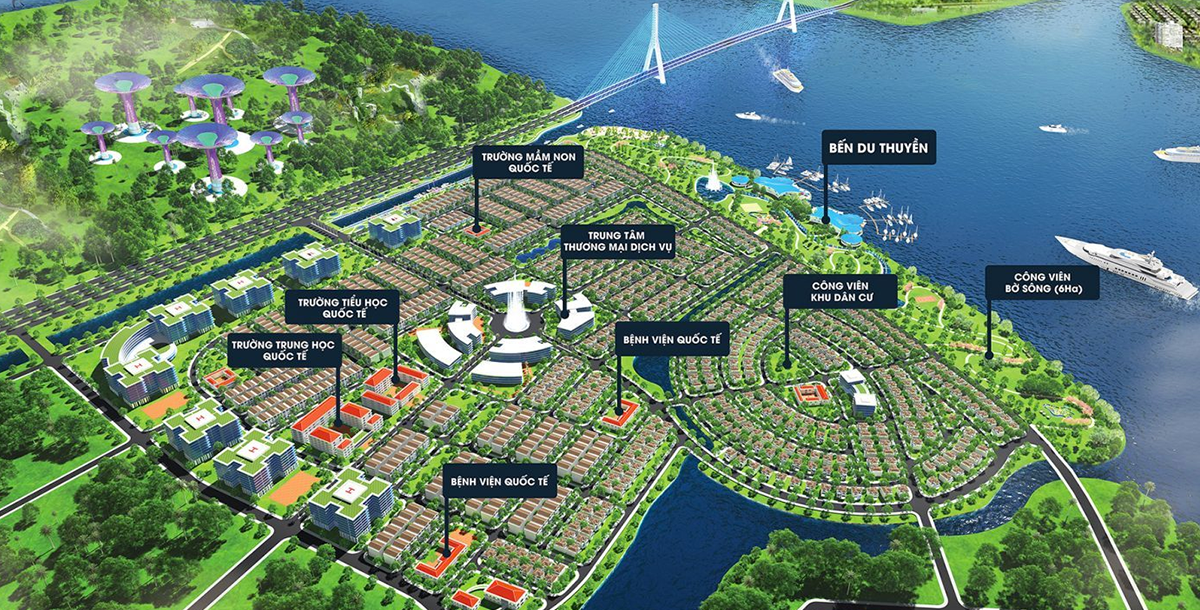 BẾN DU THUYỀN
TRƯỜNG MẦM NON
QUỐC TẾ
TRUNG TÂM
THƯƠNG MẠI DỊCH VỤ
CÔNG VIÊN
KHU DÂN CƯ
CÔNG VIÊN
BỜ SÔNG (6Ha)
TRƯỜNG TIỂU HỌC
QUỐC TẾ
TRƯỜNG TRUNG HỌC
QUỐC TẾ
BỆNH VIỆN QUỐC TẾ
BỆNH VIỆN QUỐC TẾ
H
H
H
H
H
H
H
H